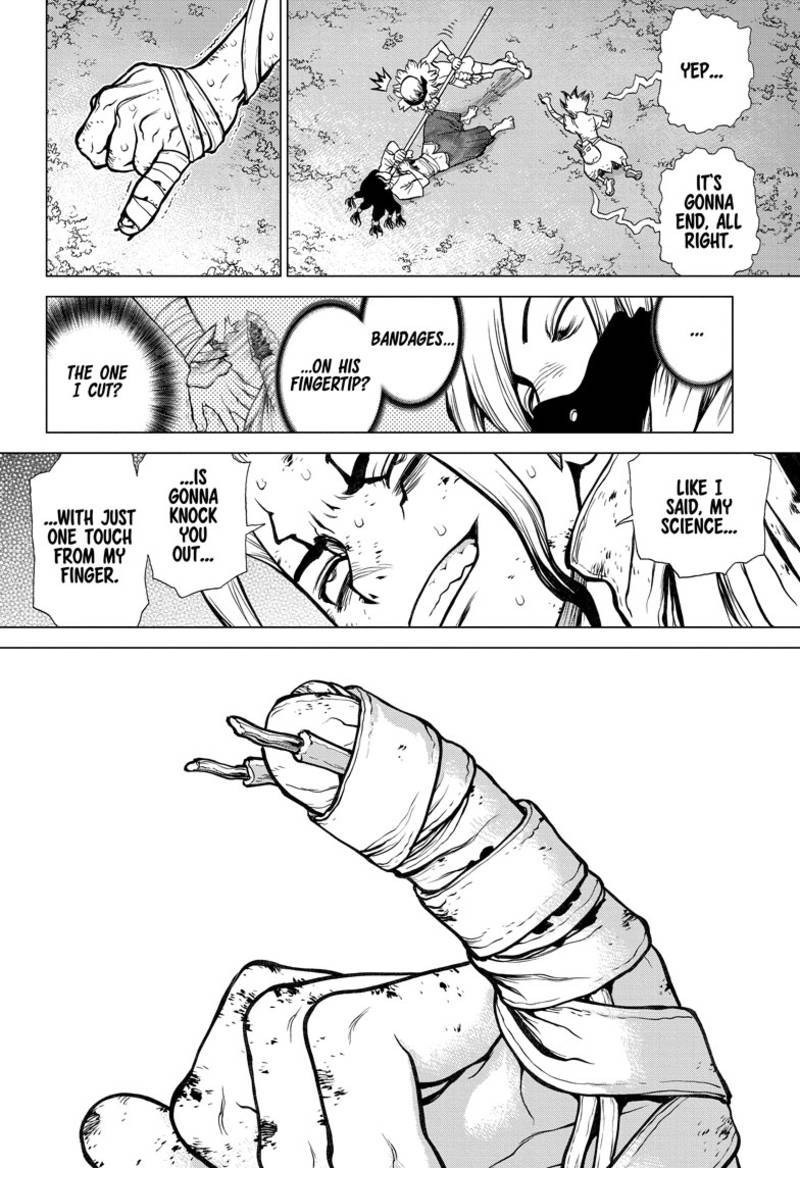 YEP...
IT'S
GONNA
END, ALL
RIGHT.
...
BANDAGES...
...ON HIS
FINGERTIP?
THE ONE
I CUT?
LIKE I
SAID, MY
SCIENCE...
...IS
GONNA
KNOCK
YOU
OUT...
...WITH JUST
ONE TOUCH
FROM MY
FINGER.